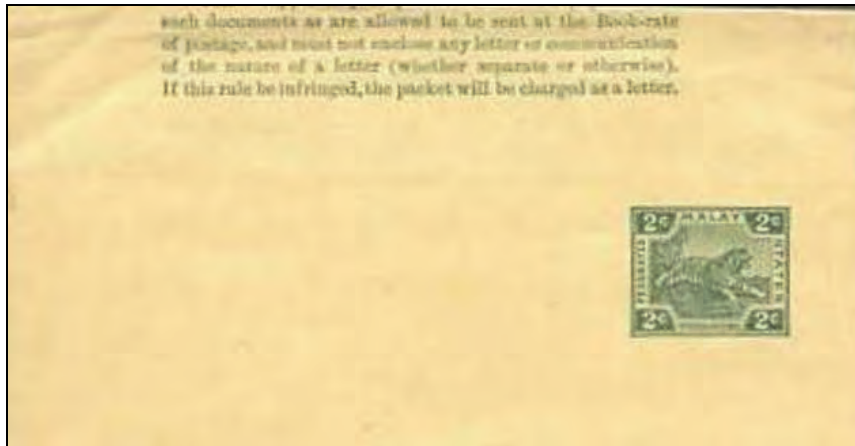 such documents as are allowed to be sent at the Book-rate
of postage, and must not enclose any letter or communication
of the nature of a letter (whether separate or otherwise).
If this rule be infringed, the packet will be charged as a letter.
2c MALAY 2c
FEDERATED
STATES
2c 2c